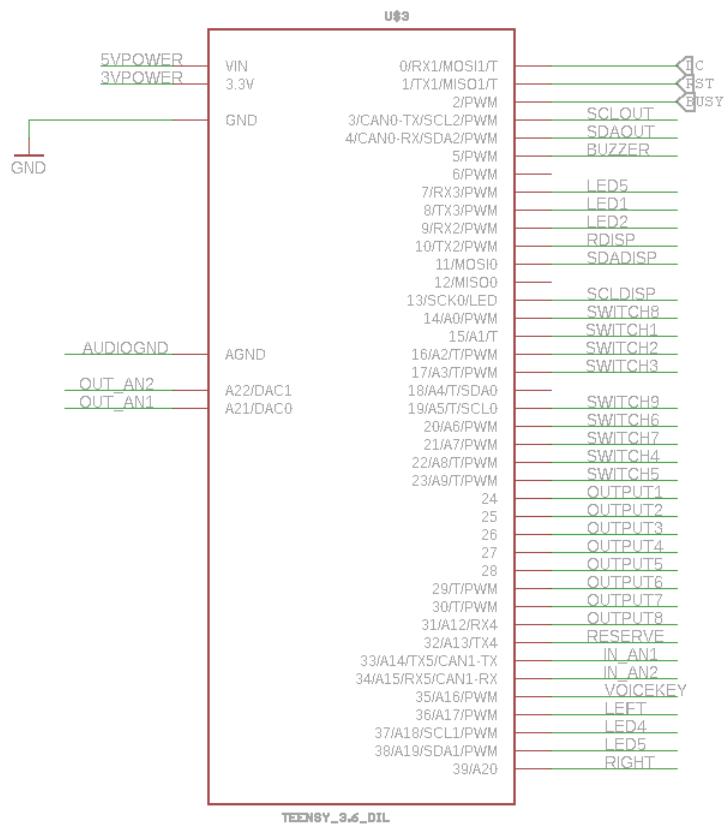 U$3
5VPOWER VIN 0/RX1/MOSI1/T DC
3VPOWER 3.3V 1/TX1/MISO1/T RST
2/PWM BUSY
GND 3/CAN0-TX/SCL2/PWM SCLOUT
4/CAN0-RX/SDA2/PWM SDAOUT
5/PWM BUZZER
GND 6/PWM
7/RX3/PWM LED5
8/TX3/PWM LED1
9/RX2/PWM LED2
10/TX2/PWM RDISP
11/MOSI0 SDADISP
12/MISO0
13/SCK0/LED SCLDISP
14/A0/PWM SWITCH8
15/A1/T SWITCH1
AUDIOGND AGND 16/A2/T/PWM SWITCH2
17/A3/T/PWM SWITCH3
OUT_AN2 A22/DAC1 18/A4/T/SDA0
OUT_AN1 A21/DAC0 19/A5/T/SCL0 SWITCH9
20/A6/PWM SWITCH6
21/A7/PWM SWITCH7
22/A8/T/PWM SWITCH4
23/A9/T/PWM SWITCH5
24 OUTPUT1
25 OUTPUT2
26 OUTPUT3
27 OUTPUT4
28 OUTPUT5
29/T/PWM OUTPUT6
30/T/PWM OUTPUT7
31/A12/RX4 OUTPUT8
32/A13/TX4 RESERVE
33/A14/TX5/CAN1-TX IN_AN1
34/A15/RX5/CAN1-RX IN_AN2
35/A16/PWM VOICEKEY
36/A17/PWM LEFT
37/A18/SCL1/PWM LED4
38/A19/SDA1/PWM LED5
39/A20 RIGHT
TEENSY_3.6_DIL